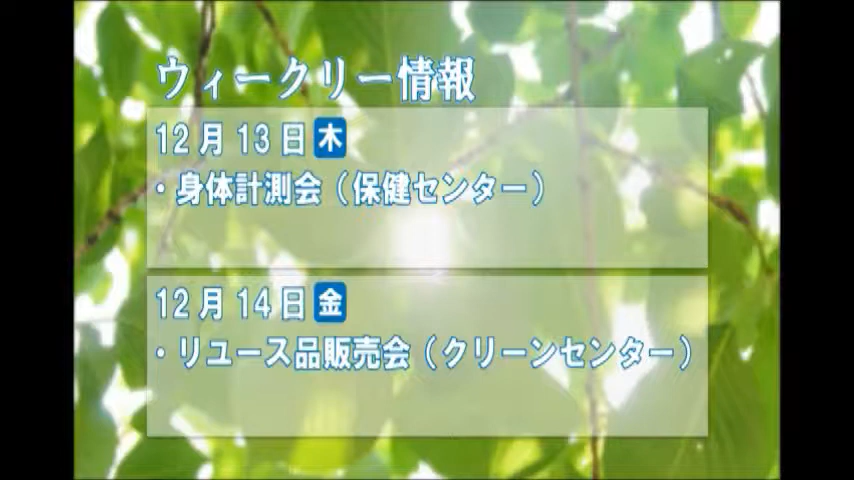 ウィークリー情報
12月13日 木
・身体計測会（保健センター）
12月14日 金
・リユース品販売会（クリーンセンター）